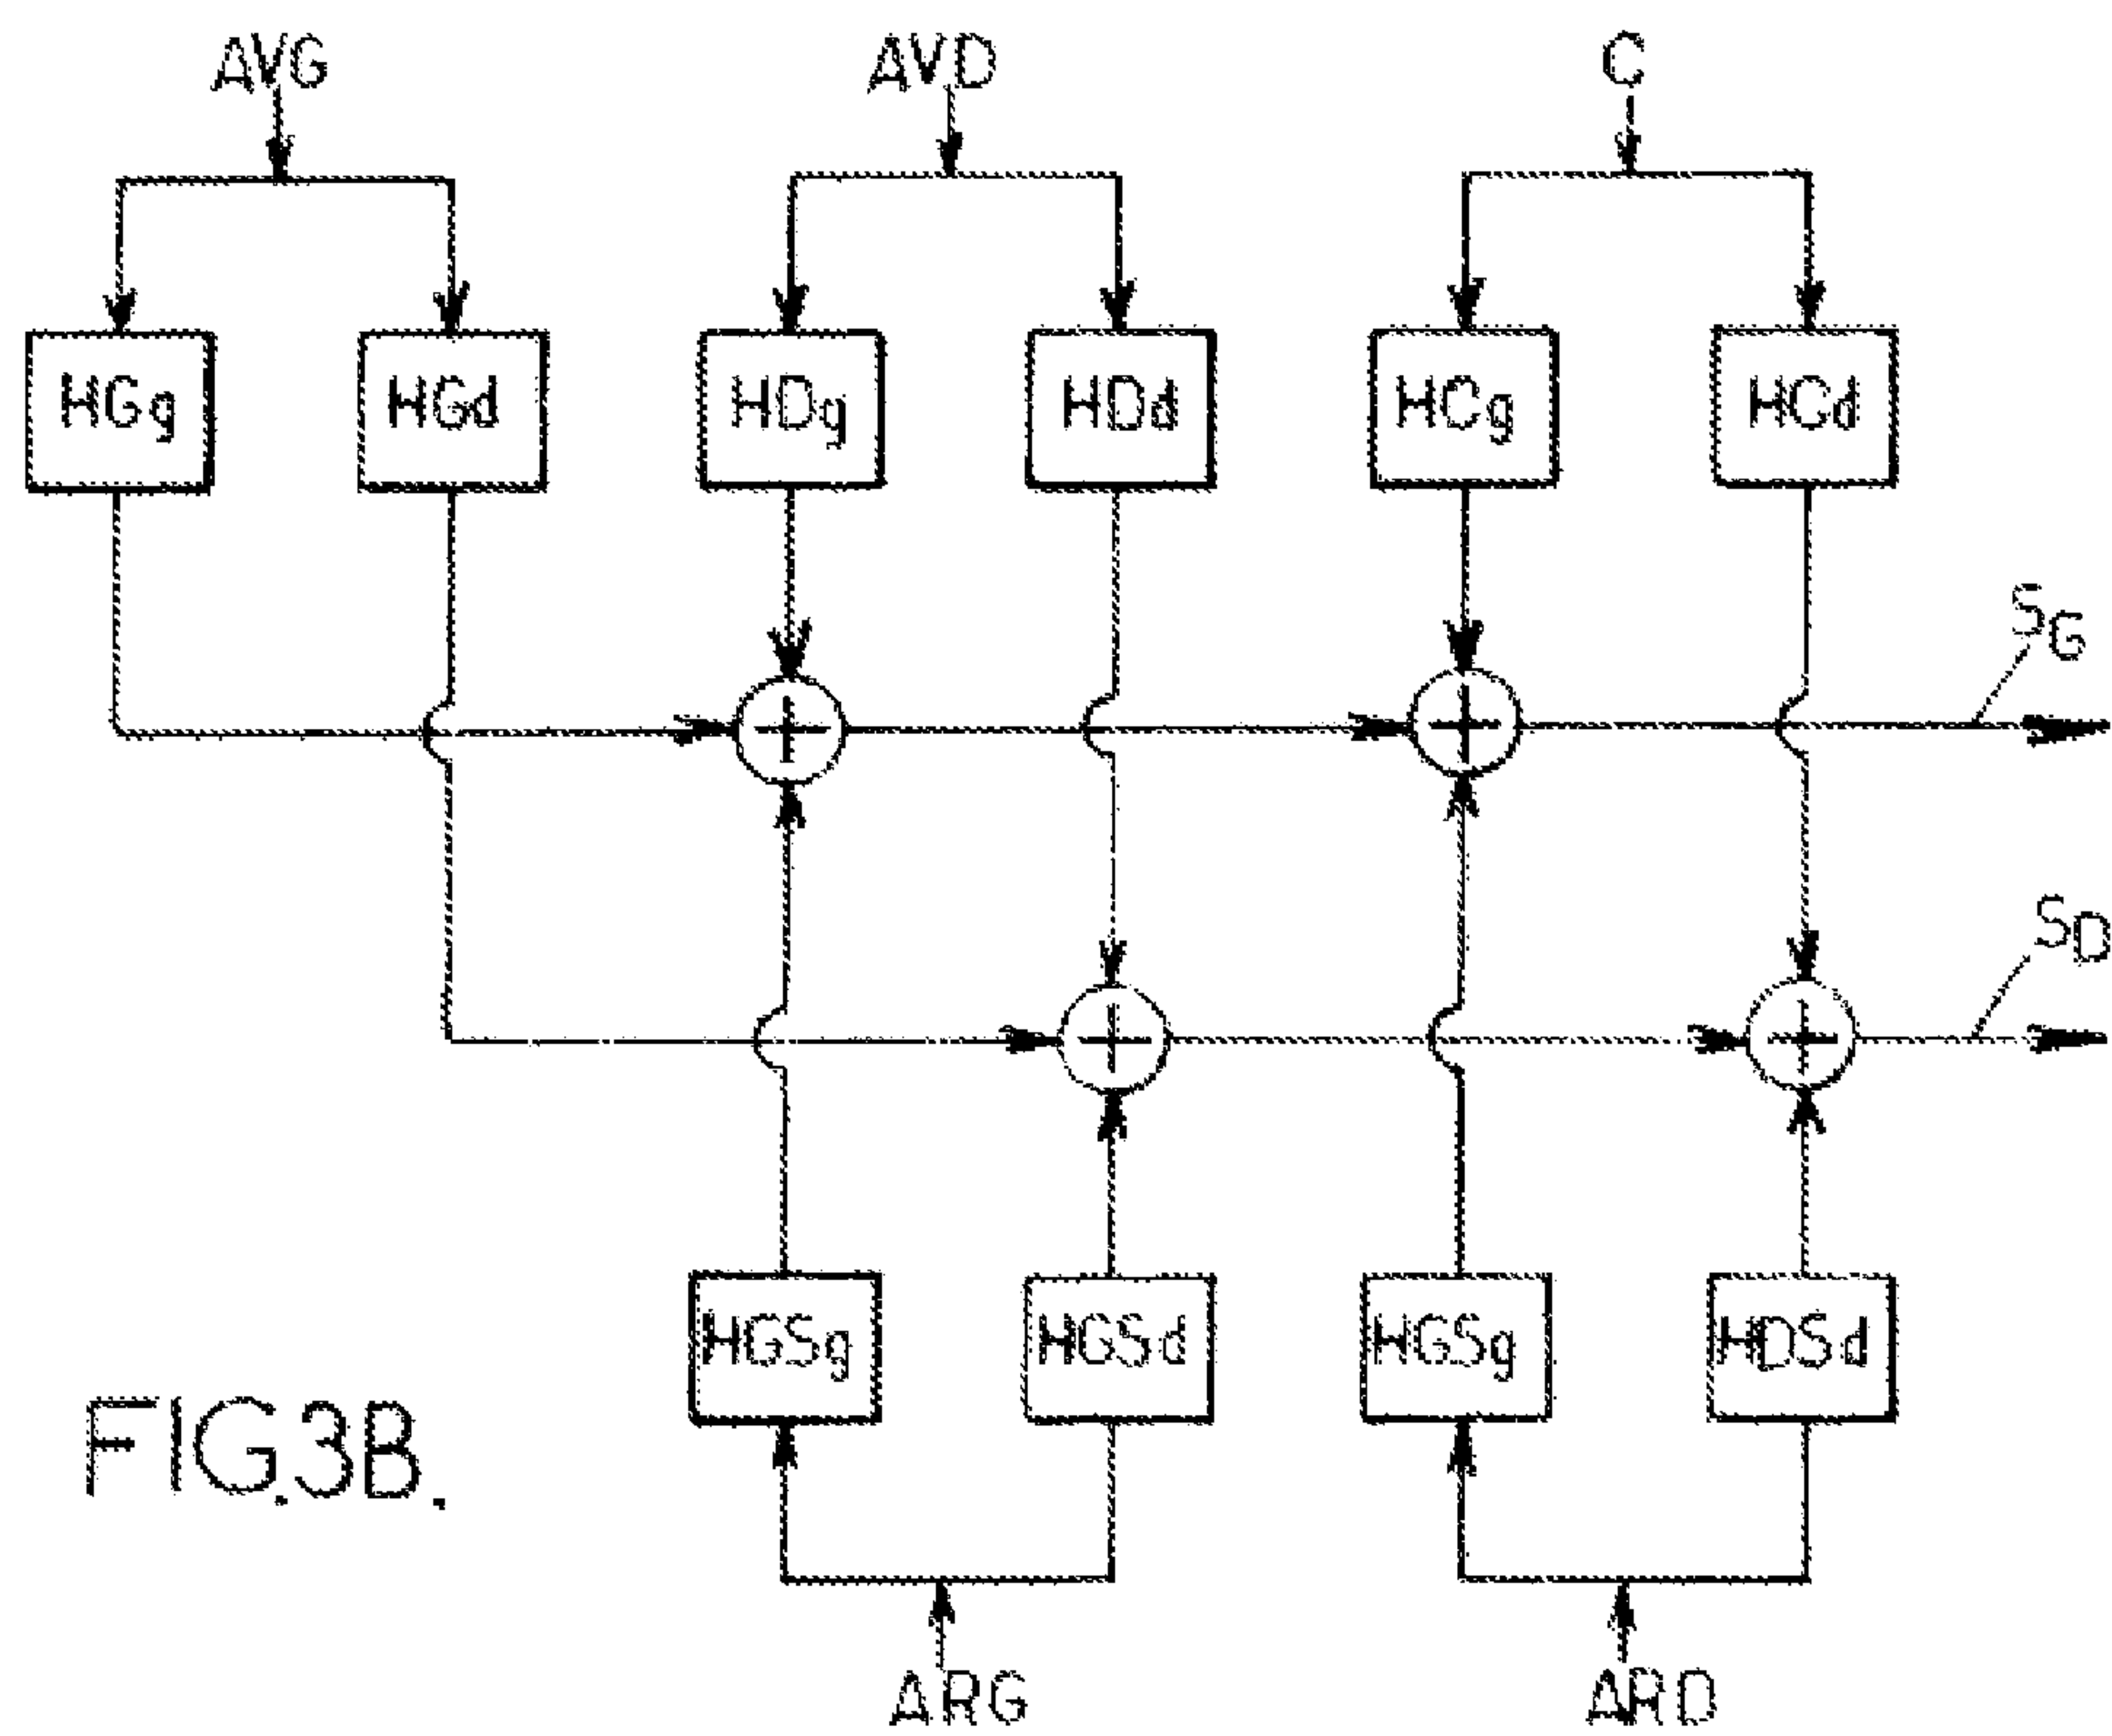 AVG AVD C
HGg HGd HDg HDd HCg HCd
SG
SD
HGSg HGSd HGSg HDSd
FIG.3B.
ARG ARD